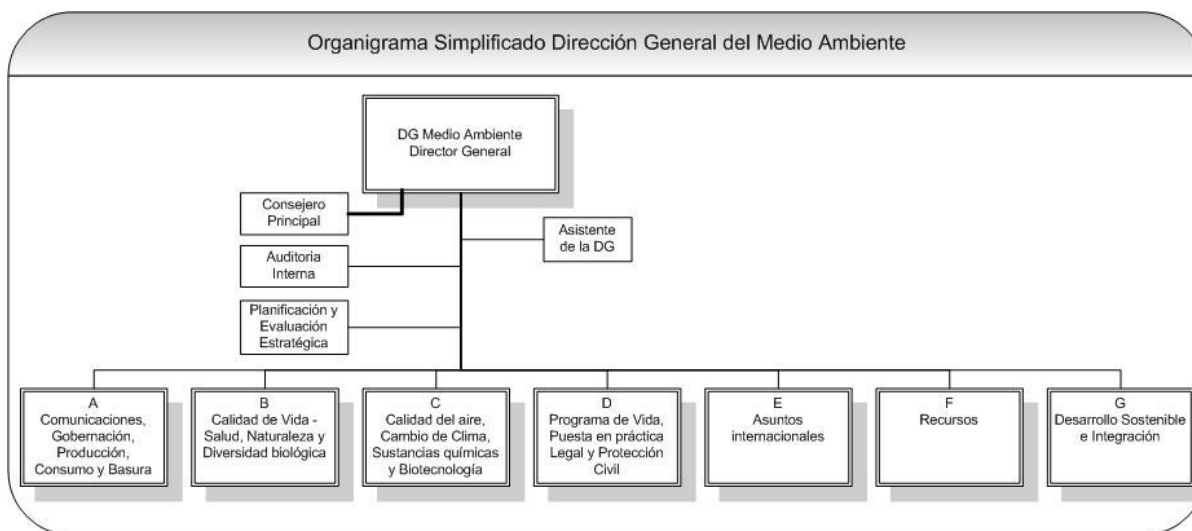 Organigrama Simplificado Dirección General del Medio Ambiente
DG Medio Ambiente
Director General
Consejero
Principal
Asistente
de la DG
Auditoria
Interna
Planificación y
Evaluación
Estratégica
A
Comunicaciones,
Gobernación,
Producción,
Consumo y Basura
B
Calidad de Vida -
Salud, Naturaleza y
Diversidad biológica
C
Calidad del aire,
Cambio de Clima,
Sustancias químicas
y Biotecnología
D
Programa de Vida,
Puesta en práctica
Legal y Protección
Civil
E
Asuntos
internacionales
F
Recursos
G
Desarrollo Sostenible
e Integración